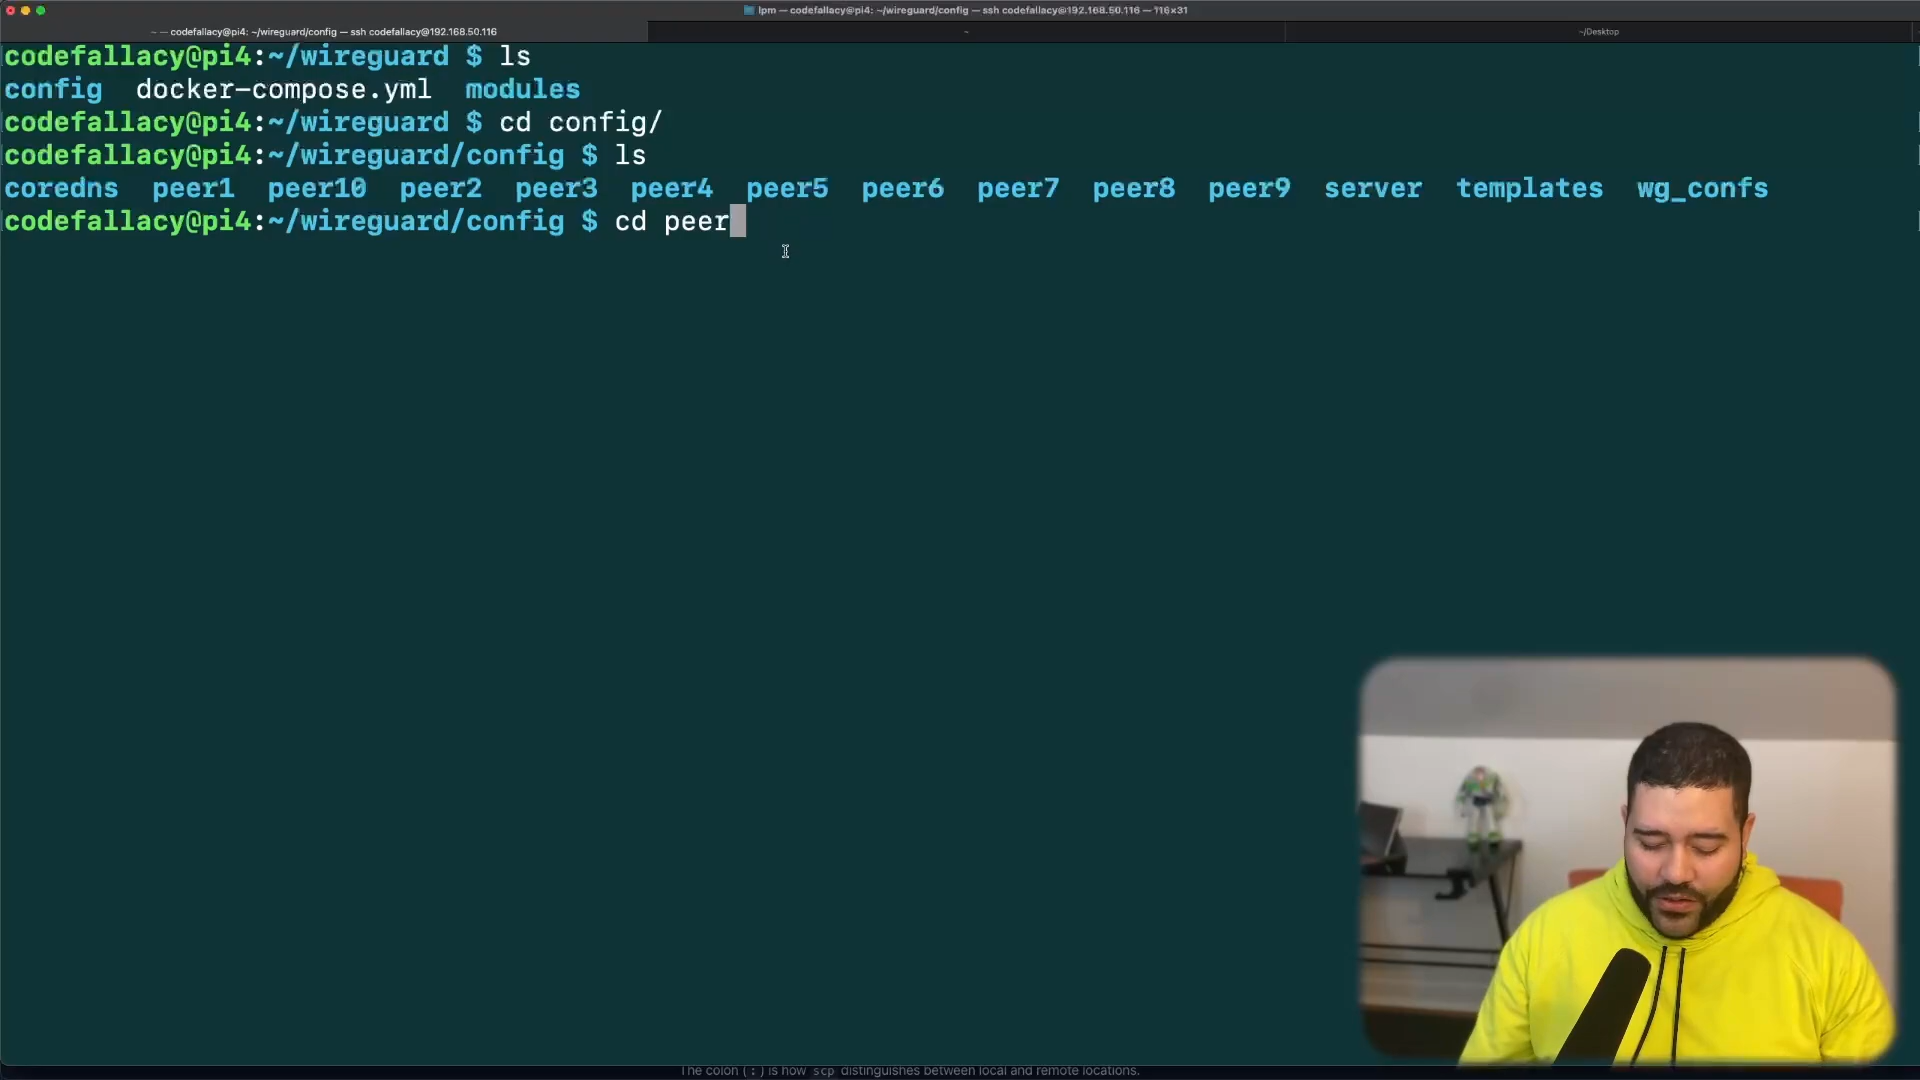 lpm — codefallacy@pi4: ~/wireguard/config — ssh codefallacy@192.168.50.116 — 116×31
~ — codefallacy@pi4: ~/wireguard/config — ssh codefallacy@192.168.50.116
~
~/Desktop
codefallacy@pi4:~/wireguard $ ls
config docker-compose.yml modules
codefallacy@pi4:~/wireguard $ cd config/
codefallacy@pi4:~/wireguard/config $ ls
coredns peer1 peer10 peer2 peer3 peer4 peer5 peer6 peer7 peer8 peer9 server templates wg_confs
codefallacy@pi4:~/wireguard/config $ cd peer
The colon ( : ) is how scp distinguishes between local and remote locations.